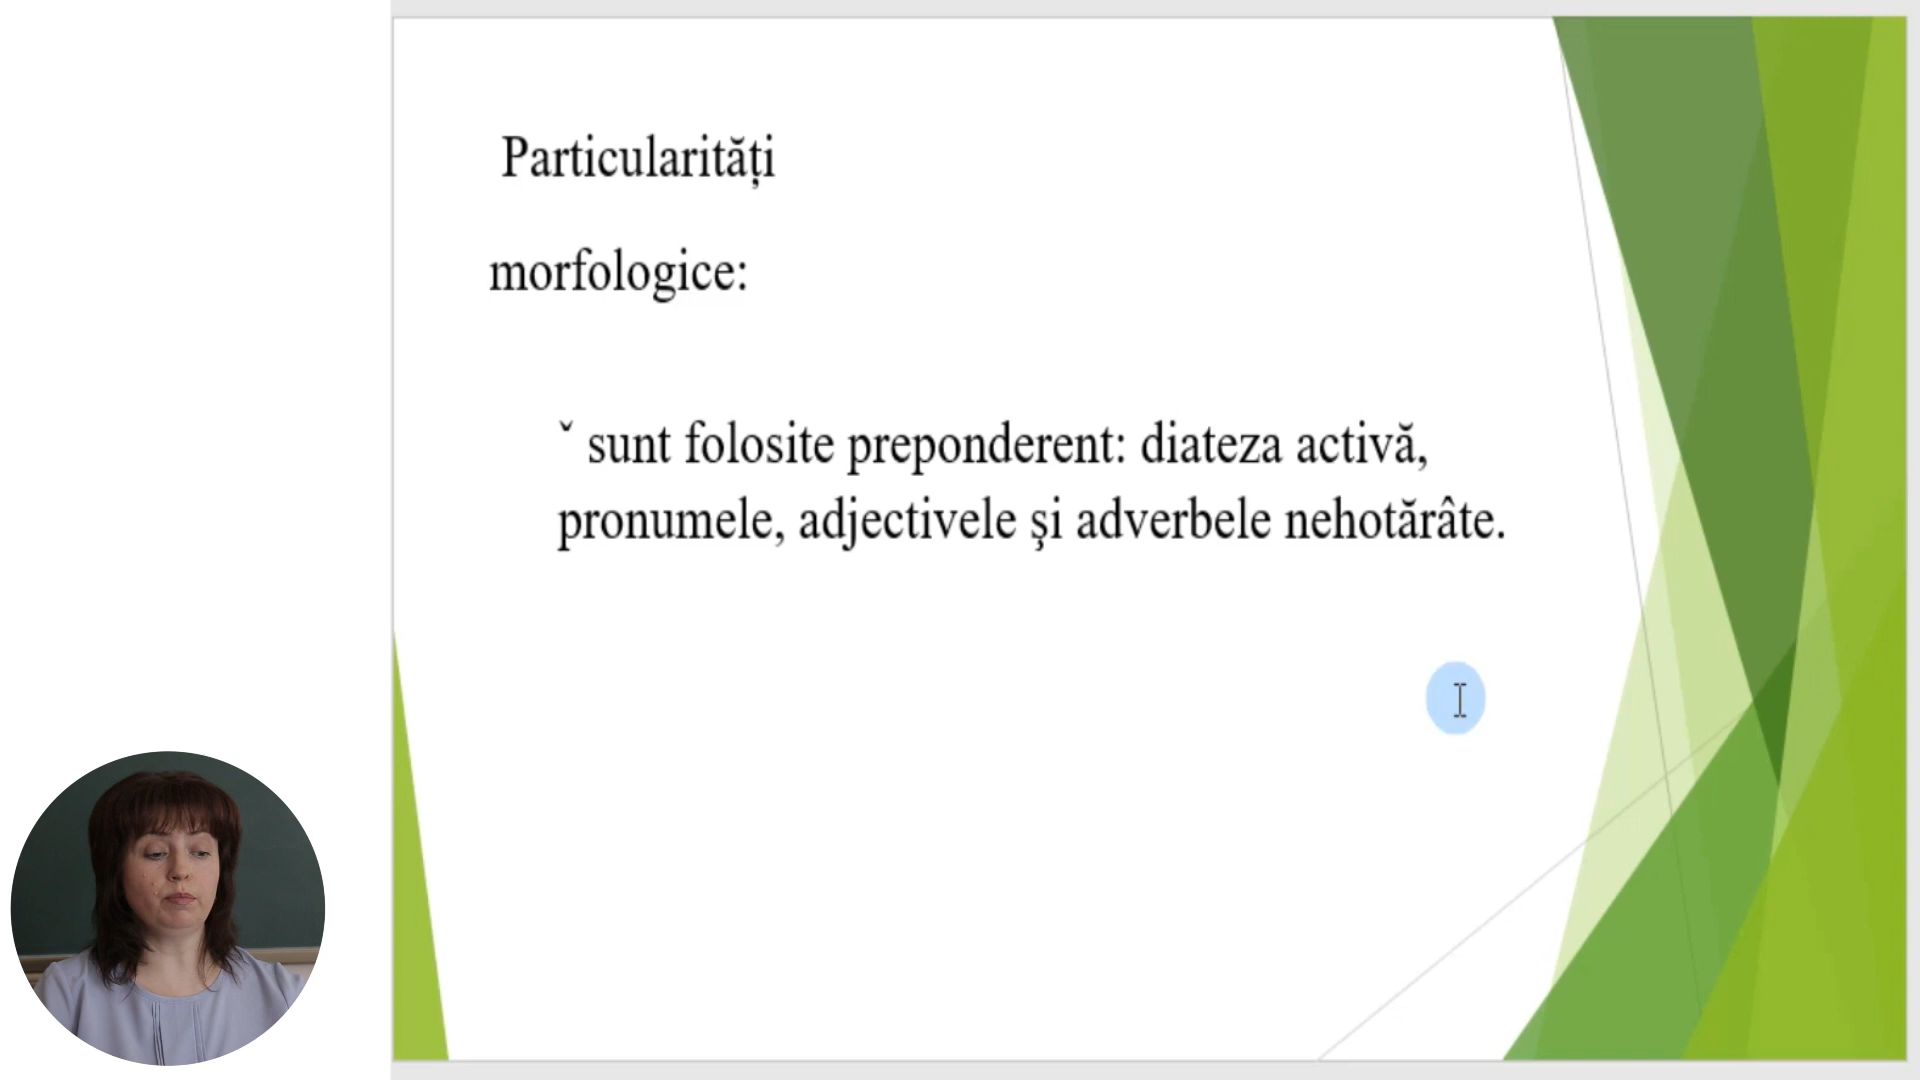 Particularități
morfologice:
ˇ sunt folosite preponderent: diateza activă,
pronumele, adjectivele și adverbele nehotărâte.